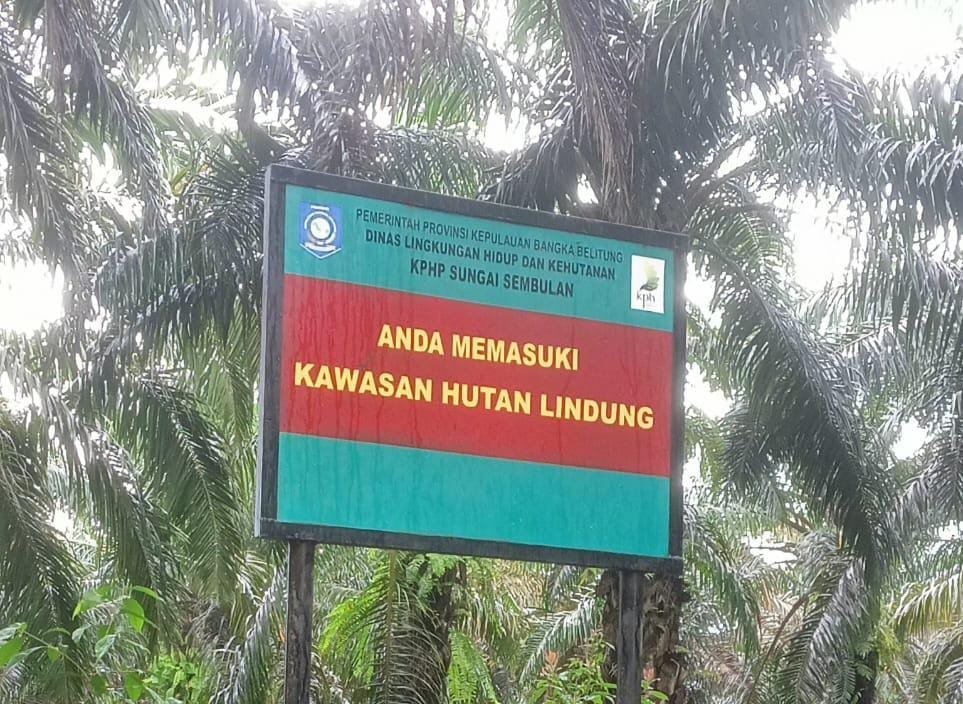 PEMERINTAH PROVINSI KEPULAUAN BANGKA BELITUNG
DINAS LINGKUNGAN HIDUP DAN KEHUTANAN
KPHP SUNGAI SEMBULAN
kph
ANDA MEMASUKI
KAWASAN HUTAN LINDUNG